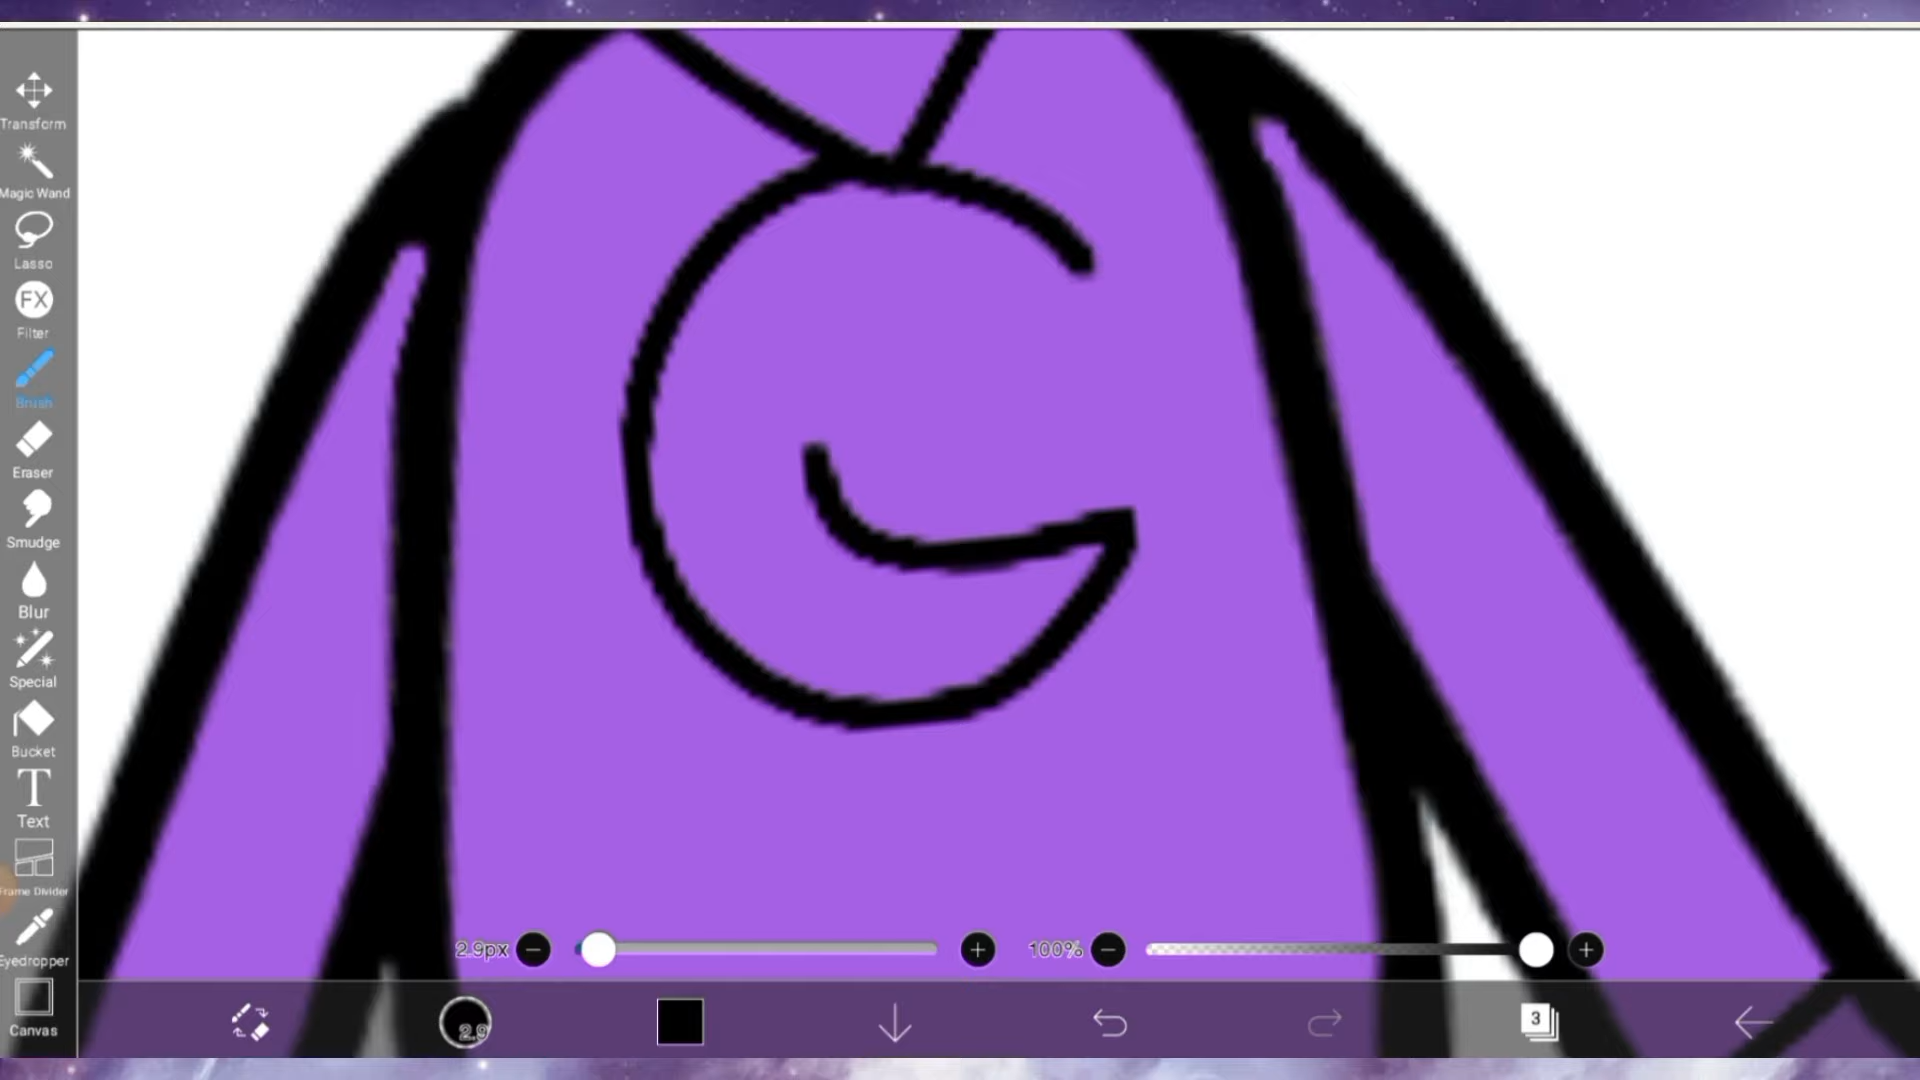 Transform
Magic Wand
Lasso
FX
Filter
Brush
Eraser
Smudge
Blur
Special
Bucket
T
Text
Frame Divider
Eyedropper
Canvas
2.9px
100%
2.9
3